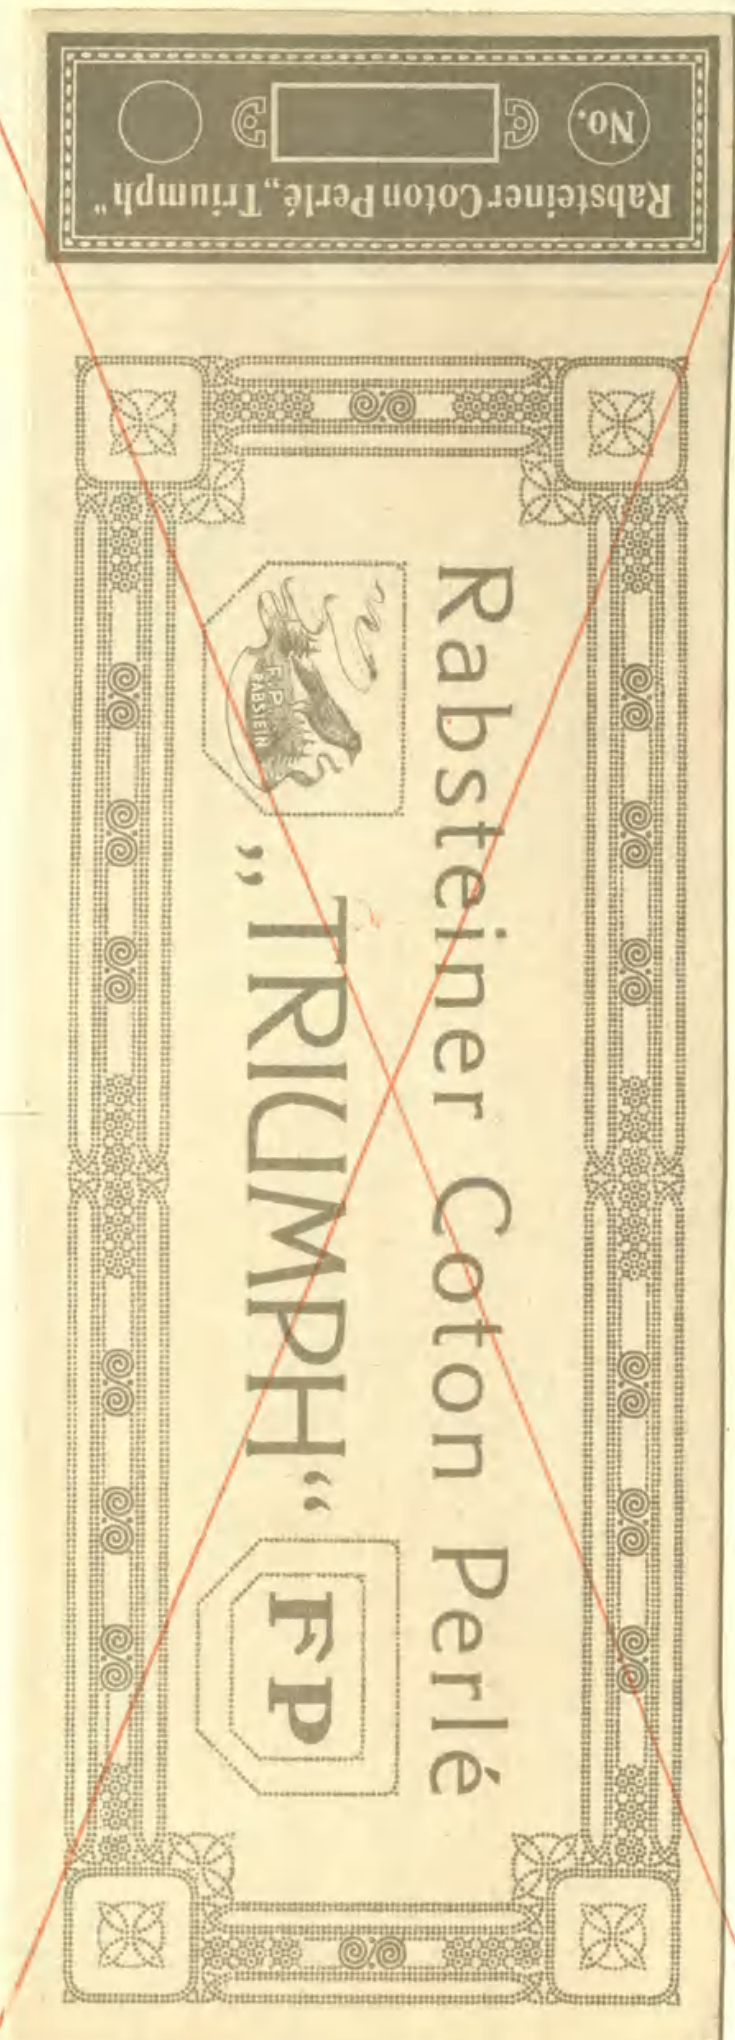 No.
Rabsteiner Coton Perlé „Triumph“
Rabsteiner Coton Perlé
F. P.
RABSTEIN
„TRIUMPH“
FP